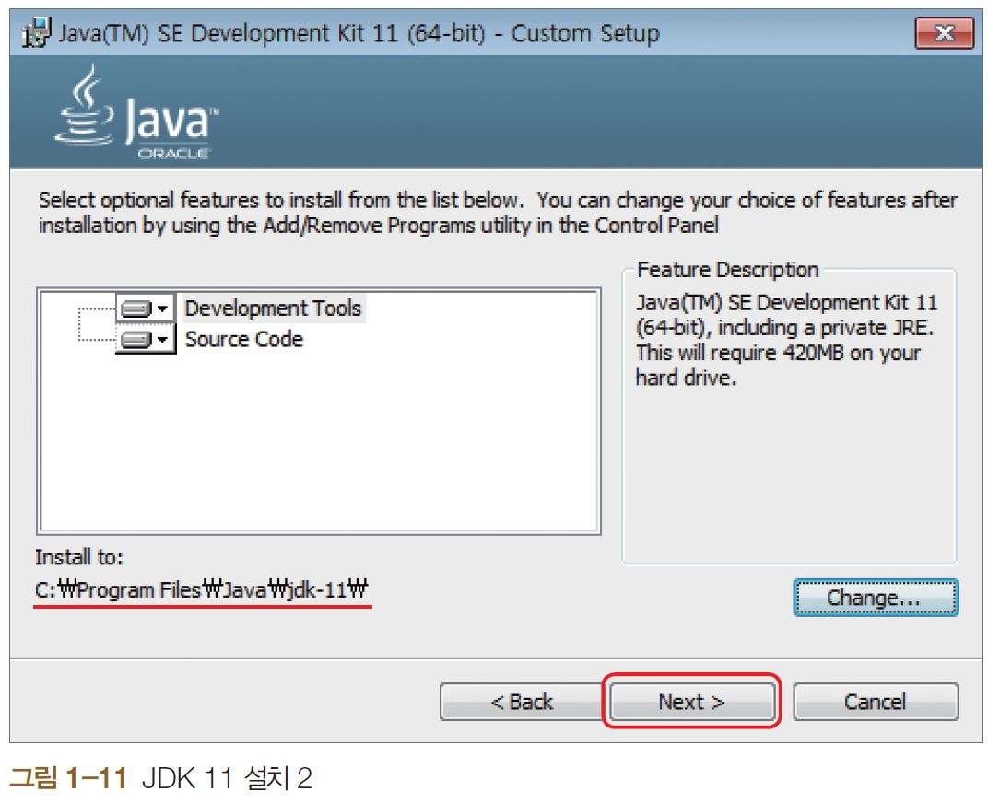 Java(TM) SE Development Kit 11 (64-bit) - Custom Setup
Java™
ORACLE
Select optional features to install from the list below.  You can change your choice of features after
installation by using the Add/Remove Programs utility in the Control Panel
Development Tools
Source Code
Feature Description
Java(TM) SE Development Kit 11
(64-bit), including a private JRE.
This will require 420MB on your
hard drive.
Install to:
C:₩Program Files₩Java₩jdk-11₩
Change...
< Back
Next >
Cancel
그림 1–11 JDK 11 설치 2